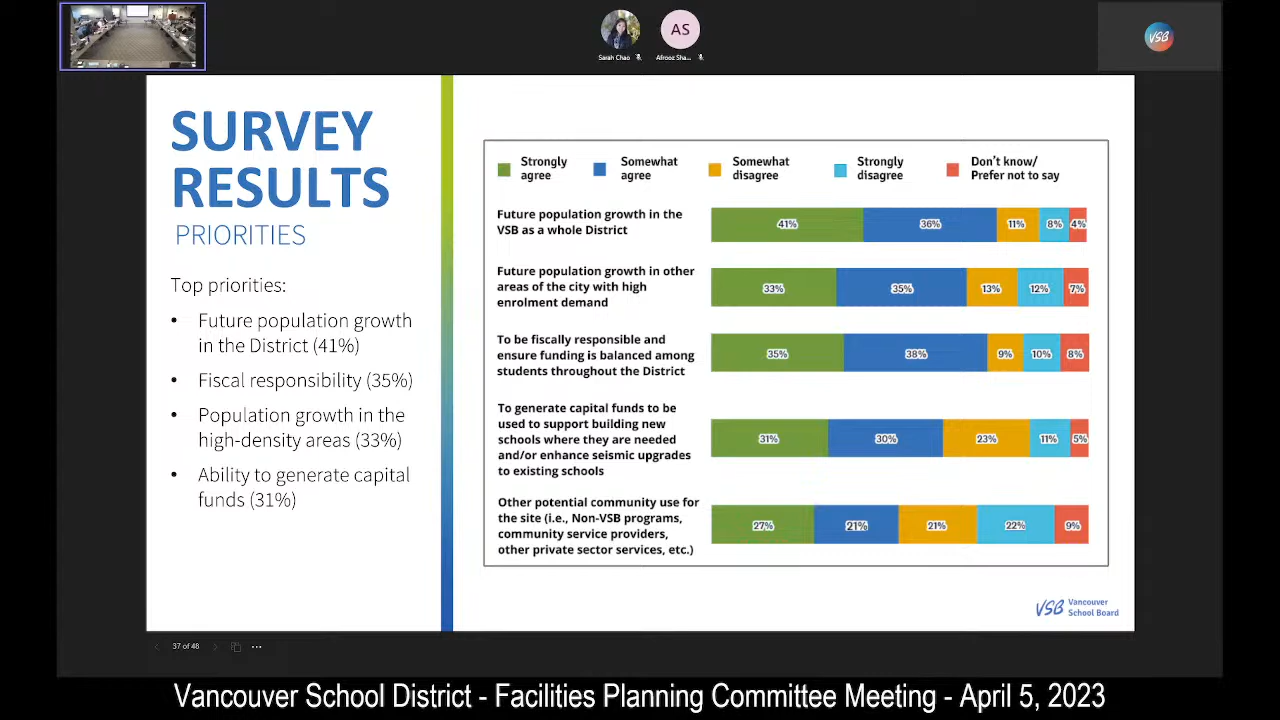 Sarah Chao
AS
Afrooz Sha...
VSB
SURVEY
RESULTS
PRIORITIES
Top priorities:
• Future population growth
in the District (41%)
• Fiscal responsibility (35%)
• Population growth in the
high-density areas (33%)
• Ability to generate capital
funds (31%)
Strongly
agree
Somewhat
agree
Somewhat
disagree
Strongly
disagree
Don't know/
Prefer not to say
Future population growth in the
VSB as a whole District
41% 36% 11% 8% 4%
Future population growth in other
areas of the city with high
enrolment demand
33% 35% 13% 12% 7%
To be fiscally responsible and
ensure funding is balanced among
students throughout the District
35% 38% 9% 10% 8%
To generate capital funds to be
used to support building new
schools where they are needed
and/or enhance seismic upgrades
to existing schools
31% 30% 23% 11% 5%
Other potential community use for
the site (i.e., Non-VSB programs,
community service providers,
other private sector services, etc.)
27% 21% 21% 22% 9%
VSB Vancouver
School Board
37 of 48
Vancouver School District - Facilities Planning Committee Meeting - April 5, 2023